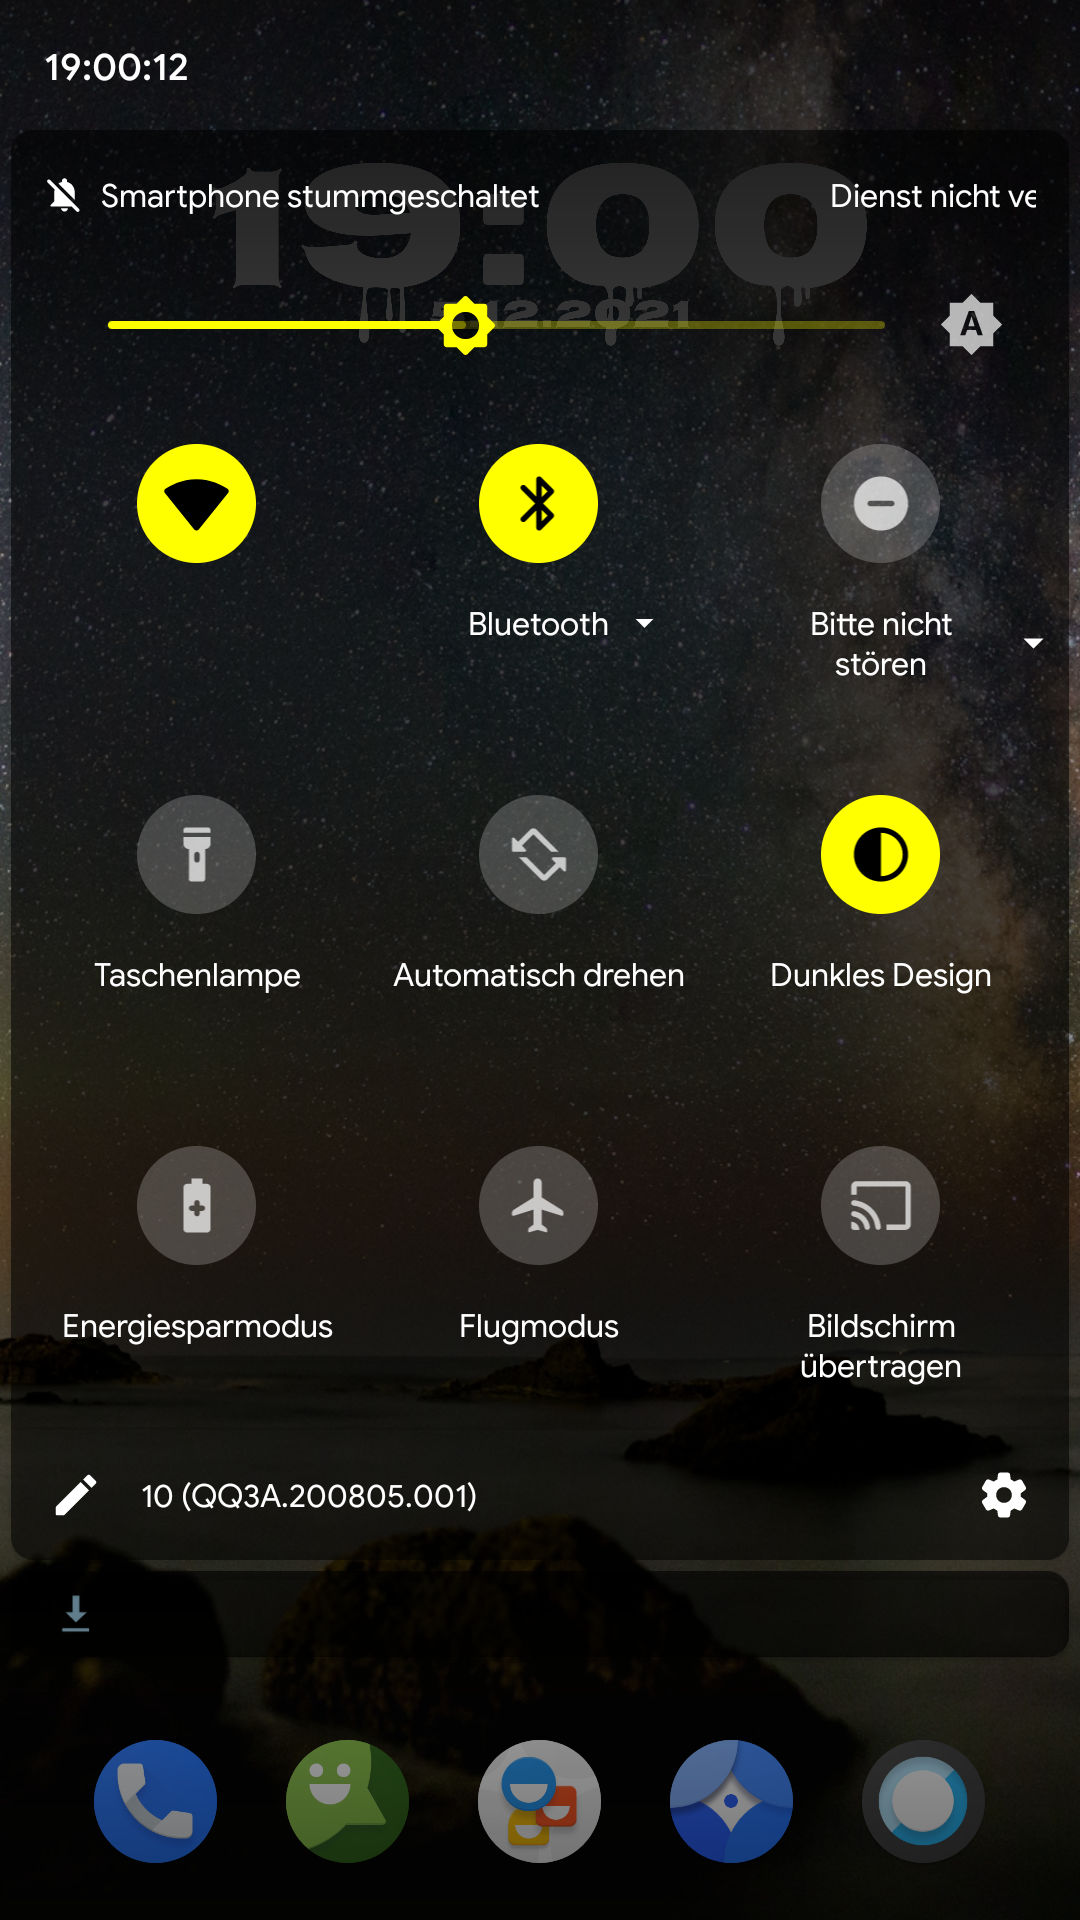 19:00:12
Smartphone stummgeschaltet
Dienst nicht ve
19:00
.12.2021
A
Bluetooth
Bitte nicht
stören
Taschenlampe
Automatisch drehen
Dunkles Design
Energiesparmodus
Flugmodus
Bildschirm
übertragen
10 (QQ3A.200805.001)